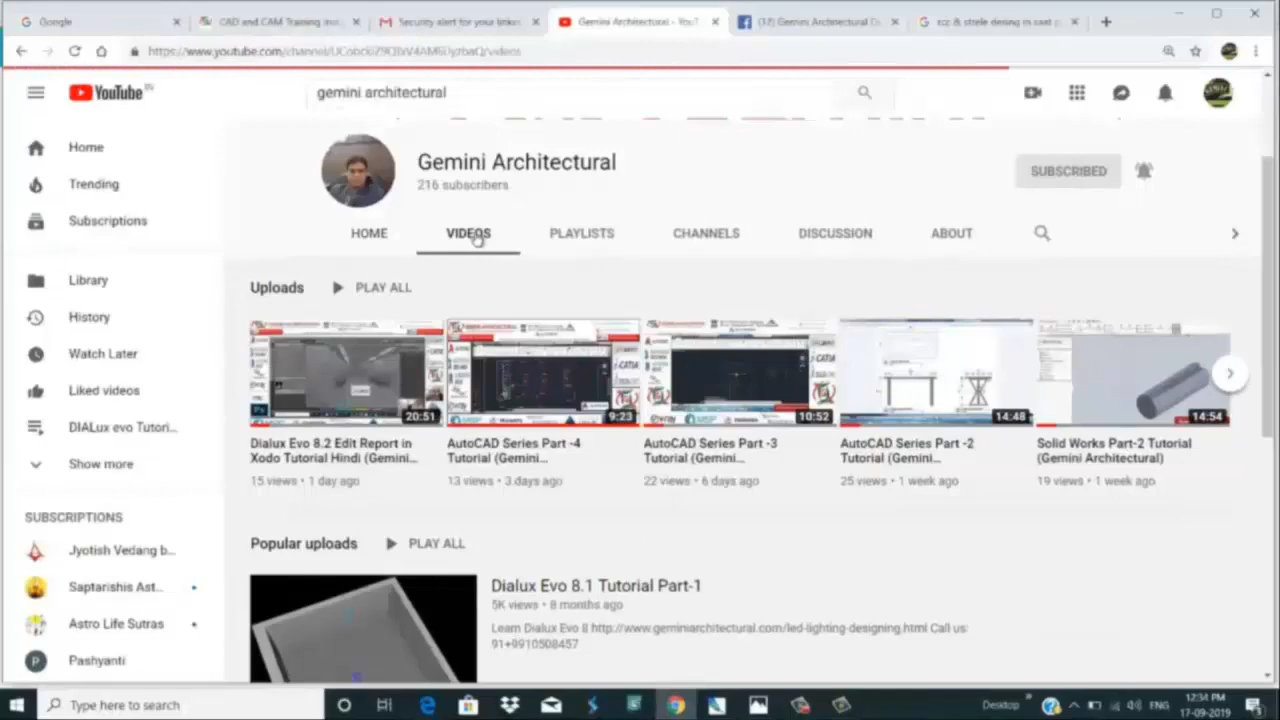 Google
CAD and CAM Training Inst
Security alert for your linked
Gemini Architectural - YouT
(12) Gemini Architectural D
https://www.youtube.com/channel/
/videos
YouTube IN
gemini architectural
Home
Trending
Subscriptions
Library
History
Watch Later
Liked videos
DIALux evo Tutori...
Show more
SUBSCRIPTIONS
Jyotish Vedang b...
Saptarishis Ast...
Astro Life Sutras
P Pashyanti
Gemini Architectural
216 subscribers
SUBSCRIBED
HOME VIDEOS PLAYLISTS CHANNELS DISCUSSION ABOUT
Uploads PLAY ALL
CATIA
20:51 9:23 10:52 14:48 14:54
Dialux Evo 8.2 Edit Report in
Xodo Tutorial Hindi (Gemini...
15 views • 1 day ago
AutoCAD Series Part -4
Tutorial (Gemini...
13 views • 3 days ago
AutoCAD Series Part -3
Tutorial (Gemini...
22 views • 6 days ago
AutoCAD Series Part -2
Tutorial (Gemini...
25 views • 1 week ago
Solid Works Part-2 Tutorial
(Gemini Architectural)
19 views • 1 week ago
Popular uploads PLAY ALL
Dialux Evo 8.1 Tutorial Part-1
5K views • 8 months ago
Learn Dialux Evo 8 http://www.geminiarchitectural.com/led-lighting-designing.html Call us:
91+9910508457
Type here to search
Desktop
ENG
12:34 PM
17-09-2019